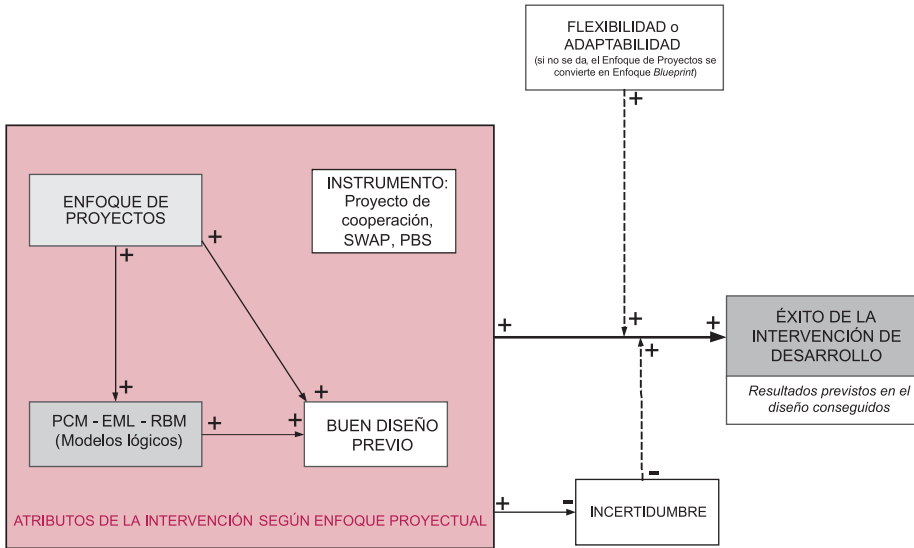 FLEXIBILIDAD o
ADAPTABILIDAD
(si no se da, el Enfoque de Proyectos se
convierte en Enfoque Blueprint)
+
ENFOQUE DE
PROYECTOS
+
+
INSTRUMENTO:
Proyecto de
cooperación,
SWAP, PBS
+
+
+
ÉXITO DE LA
INTERVENCIÓN DE
DESARROLLO
Resultados previstos en el
diseño conseguidos
+
+
+
PCM - EML - RBM
(Modelos lógicos)
+
+
BUEN DISEÑO
PREVIO
ATRIBUTOS DE LA INTERVENCIÓN SEGÚN ENFOQUE PROYECTUAL
+
-
-
INCERTIDUMBRE